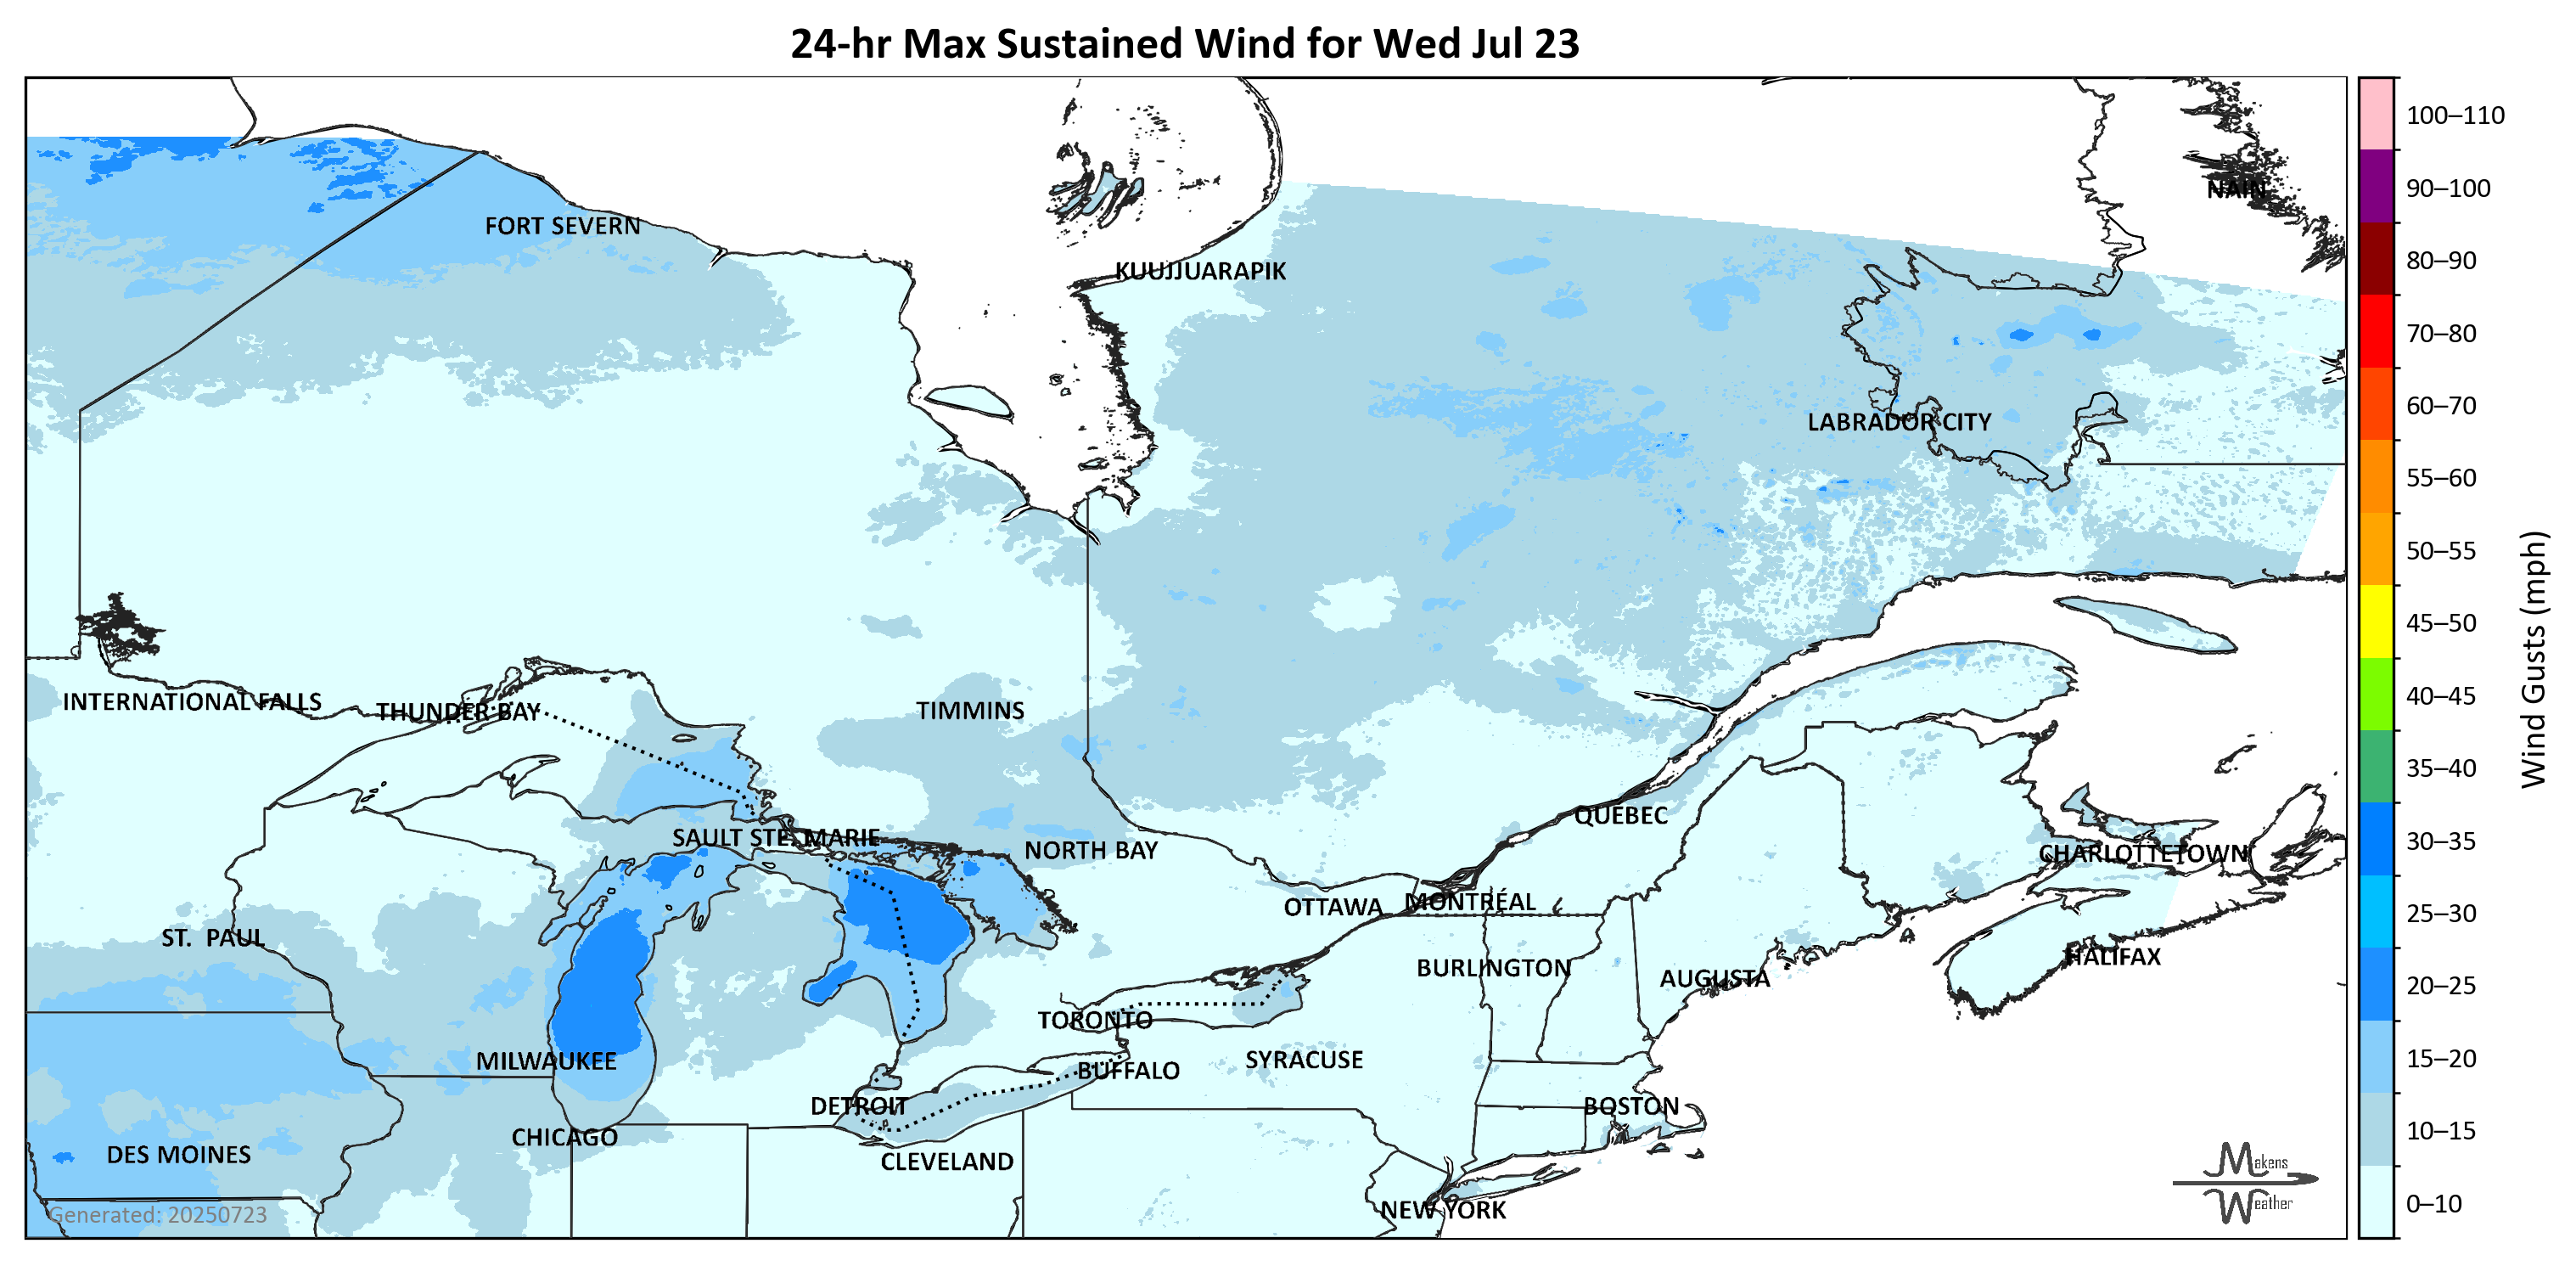 24-hr Max Sustained Wind for Wed Jul 23
100–110
90–100
NAIN
FORT SEVERN
80–90
KUUJJUARAPIK
70–80
60–70
LABRADOR CITY
55–60
50–55
45–50
Wind Gusts (mph)
40–45
INTERNATIONAL FALLS
THUNDER BAY
TIMMINS
35–40
QUÉBEC
30–35
SAULT STE. MARIE
NORTH BAY
CHARLOTTETOWN
OTTAWA
MONTRÉAL
25–30
ST. PAUL
HALIFAX
BURLINGTON
AUGUSTA
20–25
TORONTO
MILWAUKEE
BUFFALO
SYRACUSE
15–20
DETROIT
BOSTON
CHICAGO
10–15
DES MOINES
CLEVELAND
Makens
Weather
NEW YORK
0–10
Generated: 20250723